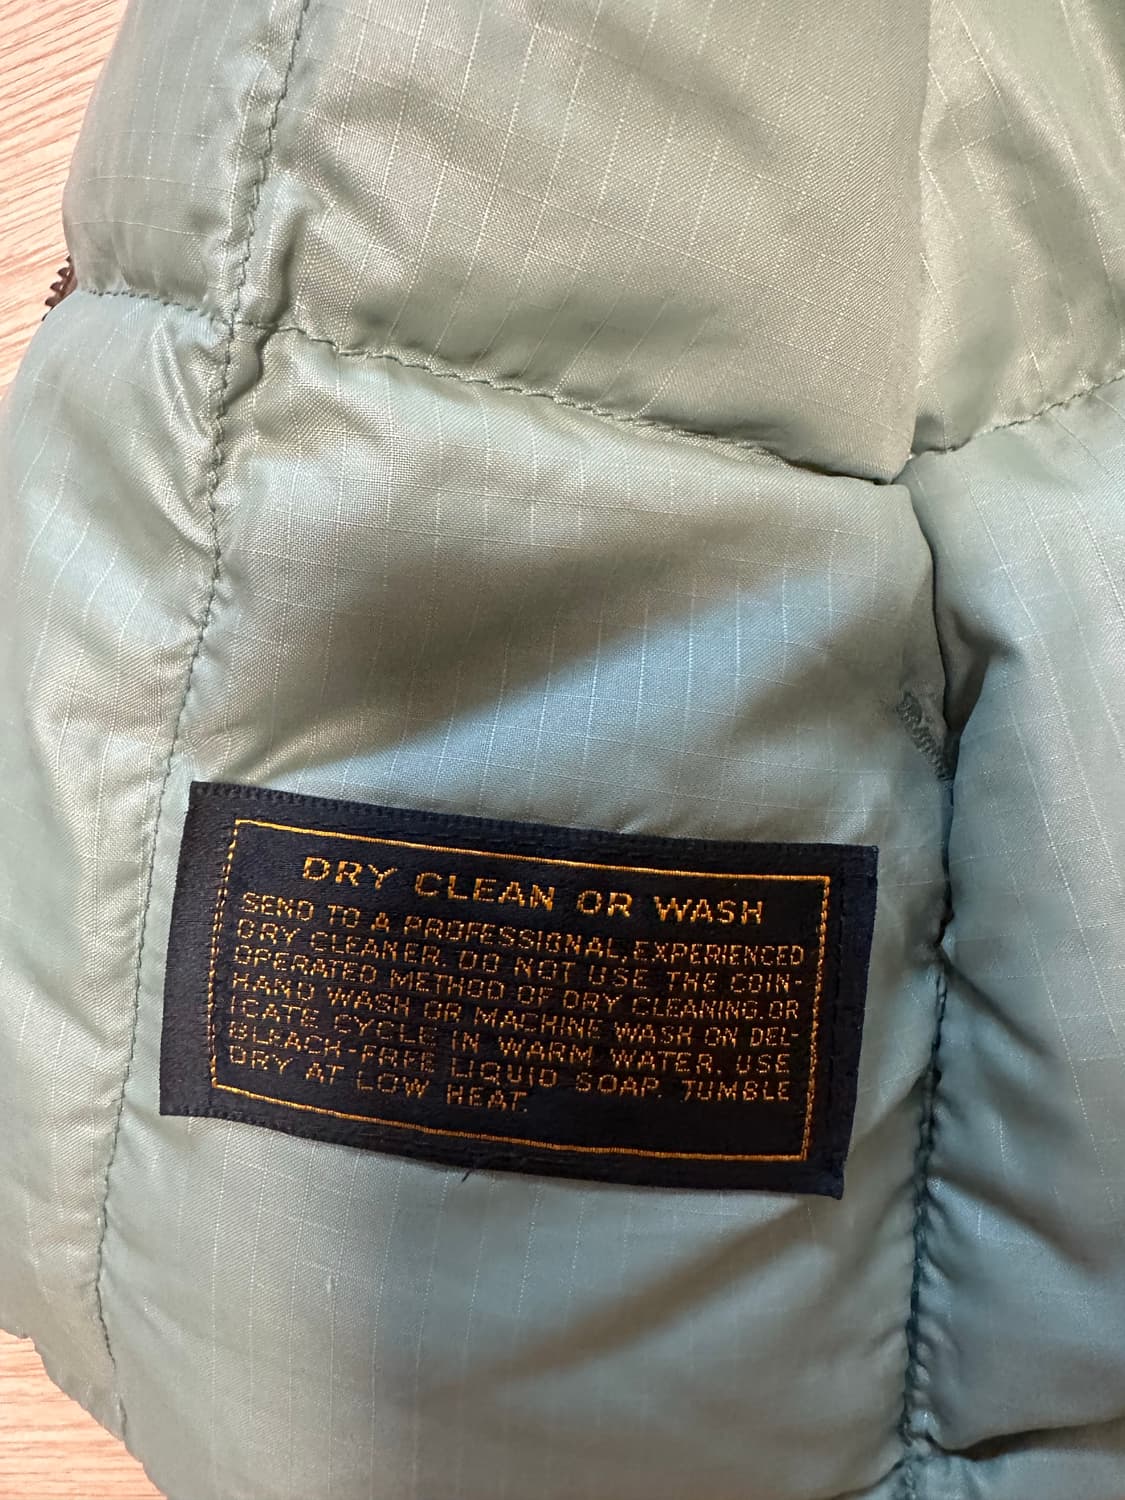 DRY CLEAN OR WASH
SEND TO A PROFESSIONAL, EXPERIENCED
DRY CLEANER. DO NOT USE THE COIN-
OPERATED METHOD OF DRY CLEANING, OR
HAND WASH OR MACHINE WASH ON DEL
ICATE CYCLE IN WARM WATER. USE
BLEACH-FREE LIQUID SOAP. TUMBLE
DRY AT LOW HEAT.